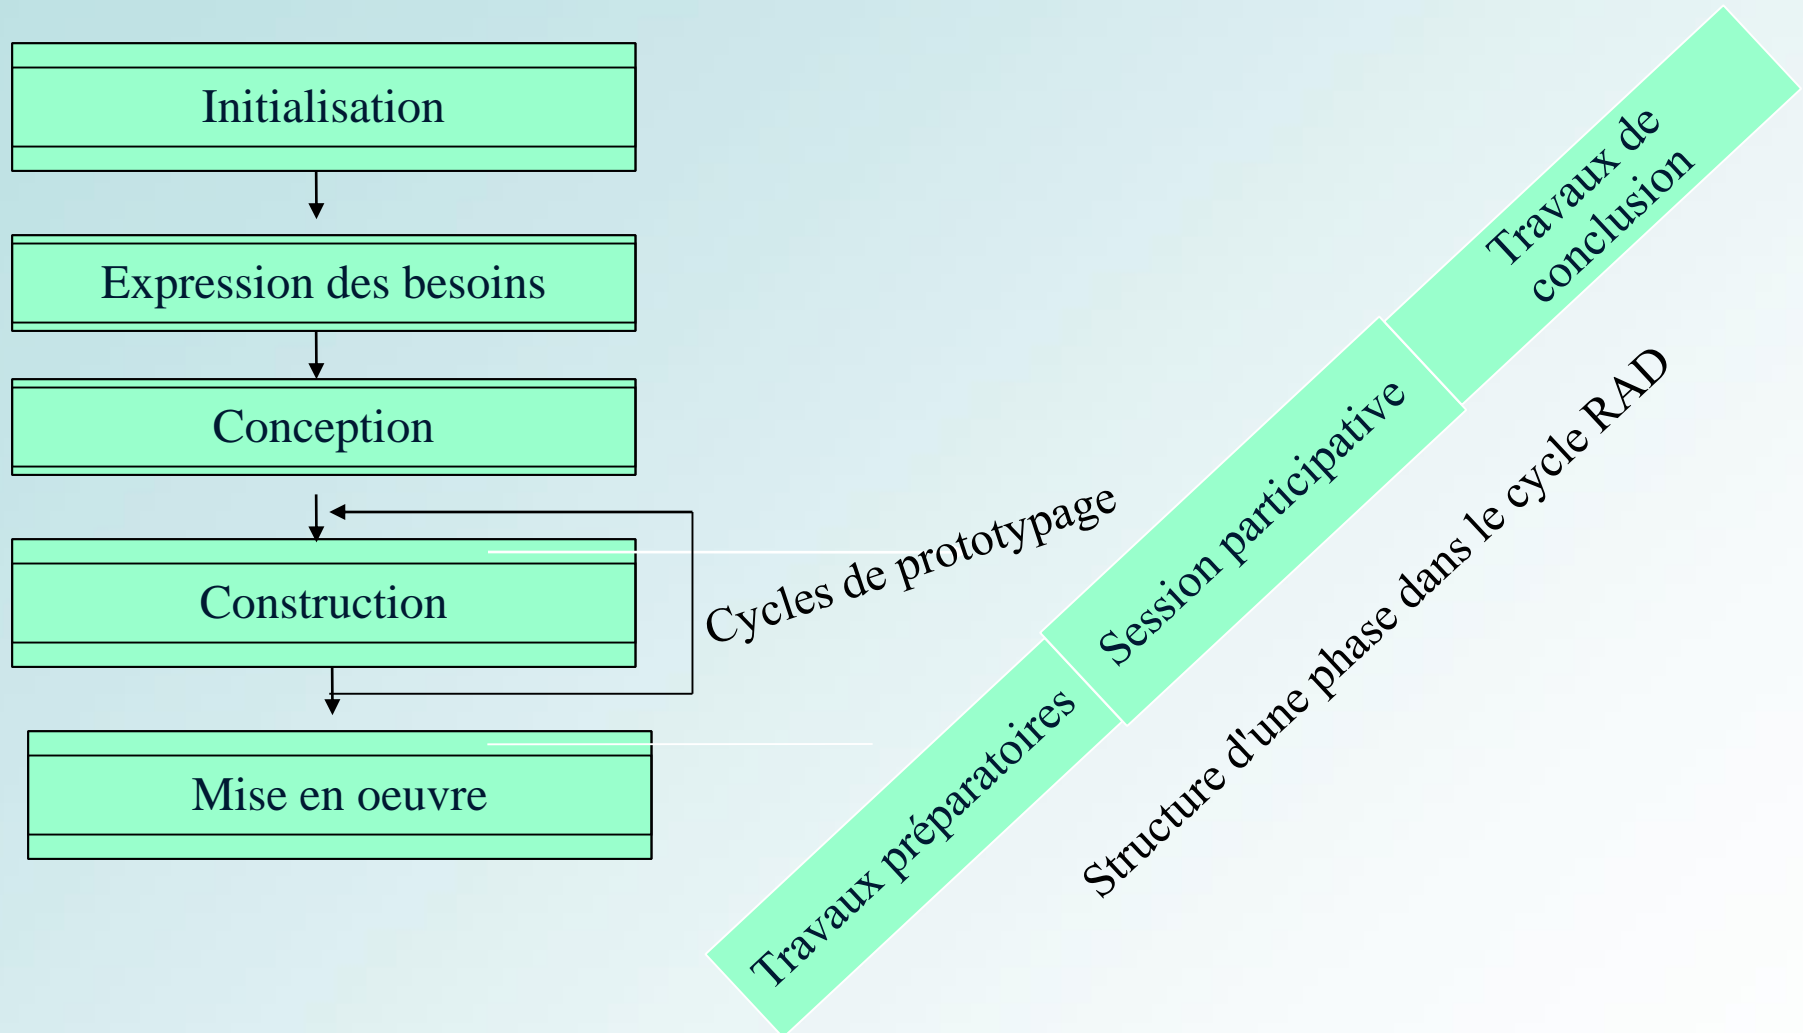 Initialisation
Expression des besoins
Conception
Construction
Mise en oeuvre
Cycles de prototypage
Travaux préparatoires
Session participative
Travaux de
conclusion
Structure d'une phase dans le cycle RAD